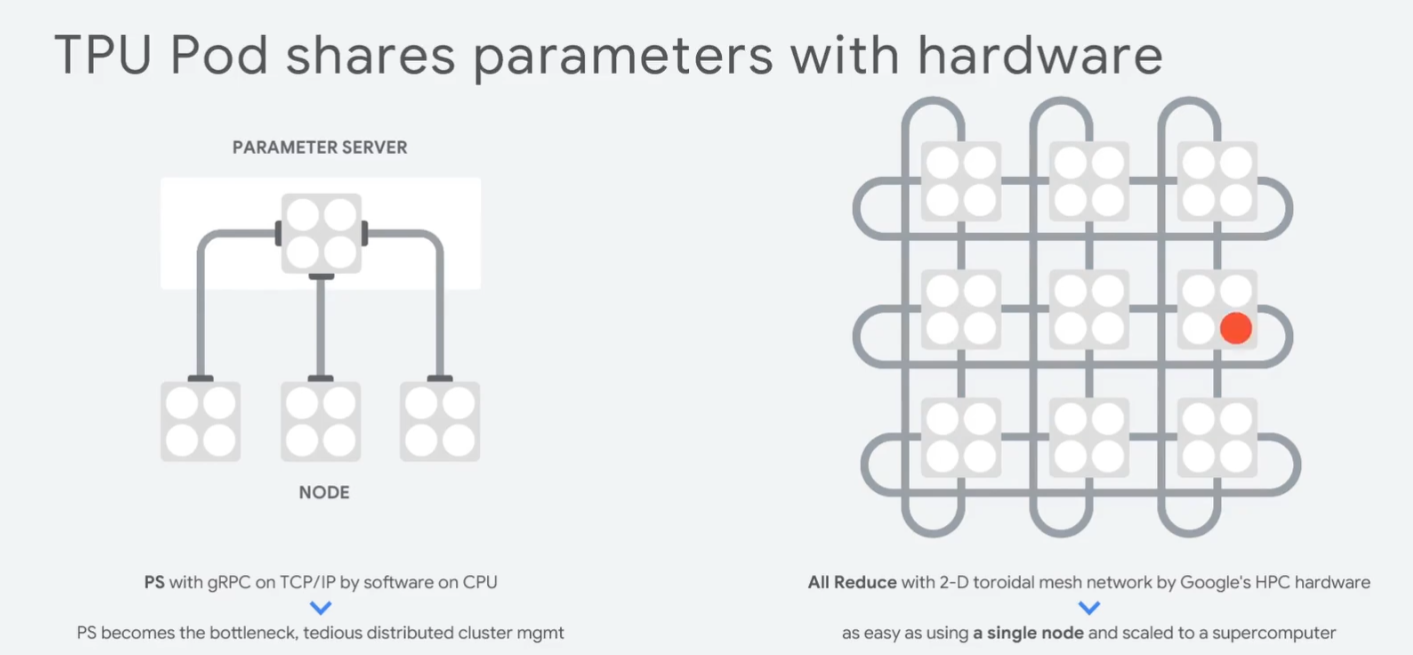 TPU Pod shares parameters with hardware
PARAMETER SERVER
NODE
PS with gRPC on TCP/IP by software on CPU
PS becomes the bottleneck, tedious distributed cluster mgmt
All Reduce with 2-D toroidal mesh network by Google's HPC hardware
as easy as using a single node and scaled to a supercomputer